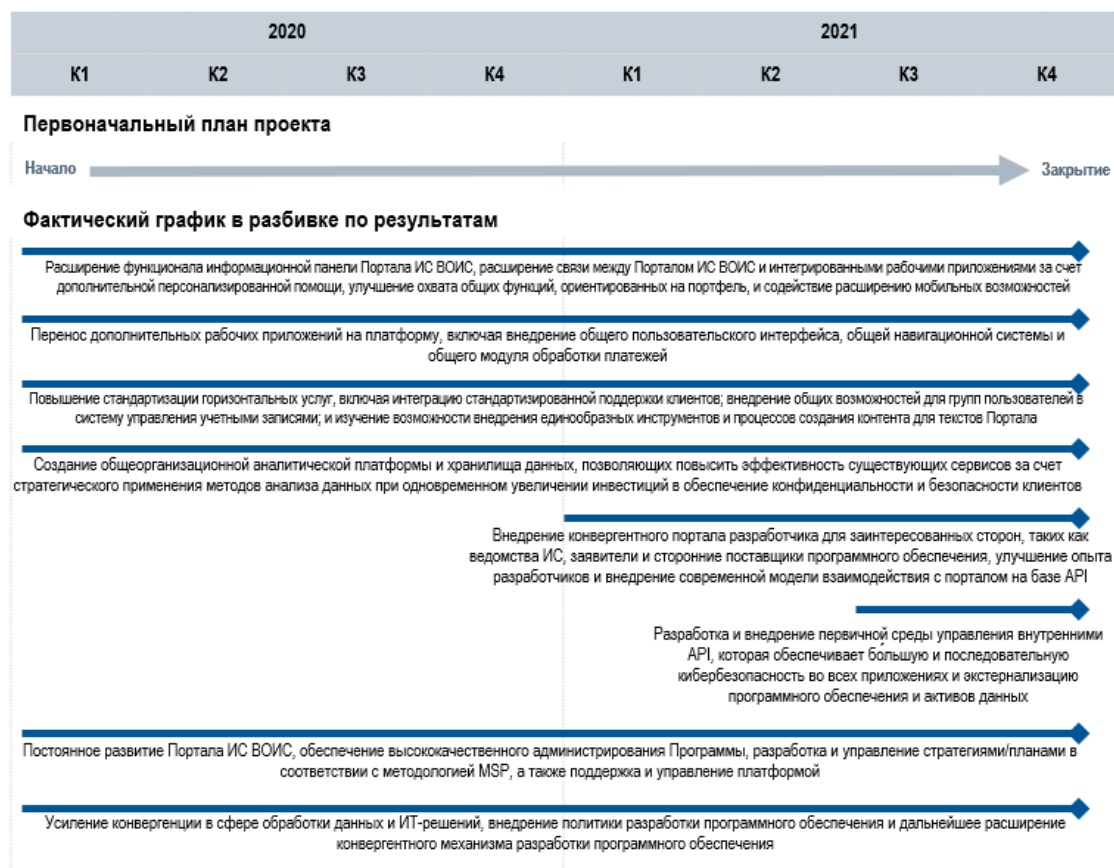 2020 2021
К1 К2 К3 К4 К1 К2 К3 К4
Первоначальный план проекта
Начало Закрытие
Фактический график в разбивке по результатам
Расширение функционала информационной панели Портала ИС ВОИС, расширение связи между Порталом ИС ВОИС и интегрированными рабочими приложениями за счет
дополнительной персонализированной помощи, улучшение охвата общих функций, ориентированных на портфель, и содействие расширению мобильных возможностей
Перенос дополнительных рабочих приложений на платформу, включая внедрение общего пользовательского интерфейса, общей навигационной системы и
общего модуля обработки платежей
Повышение стандартизации горизонтальных услуг, включая интеграцию стандартизированной поддержки клиентов; внедрение общих возможностей для групп пользователей в
систему управления учетными записями; и изучение возможности внедрения единообразных инструментов и процессов создания контента для текстов Портала
Создание общеорганизационной аналитической платформы и хранилища данных, позволяющих повысить эффективность существующих сервисов за счет
стратегического применения методов анализа данных при одновременном увеличении инвестиций в обеспечение конфиденциальности и безопасности клиентов
Внедрение конвергентного портала разработчика для заинтересованных сторон, таких как
ведомства ИС, заявители и сторонние поставщики программного обеспечения, улучшение опыта
разработчиков и внедрение современной модели взаимодействия с порталом на базе API
Разработка и внедрение первичной среды управления внутренними
API, которая обеспечивает бо́льшую и последовательную
кибербезопасность во всех приложениях и экстернализацию
программного обеспечения и активов данных
Постоянное развитие Портала ИС ВОИС, обеспечение высококачественного администрирования Программы, разработка и управление стратегиями/планами в
соответствии с методологией MSP, а также поддержка и управление платформой
Усиление конвергенции в сфере обработки данных и ИТ-решений, внедрение политики разработки программного обеспечения и дальнейшее расширение
конвергентного механизма разработки программного обеспечения